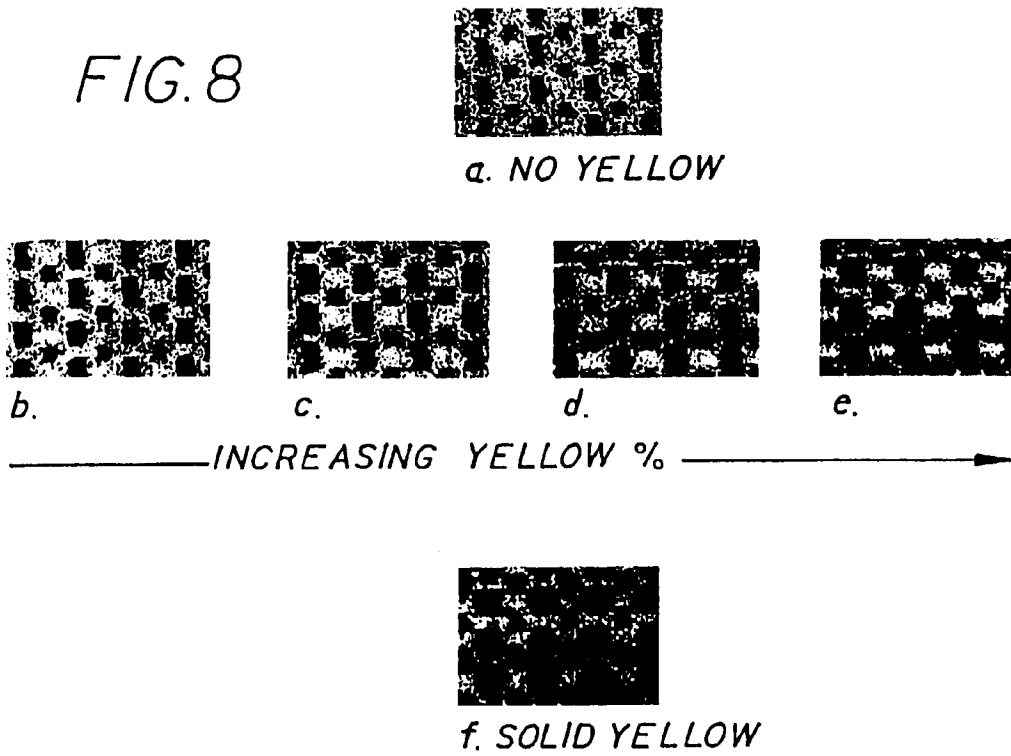 FIG. 8
a. NO YELLOW
b.
c.
d.
e.
INCREASING YELLOW %
f. SOLID YELLOW